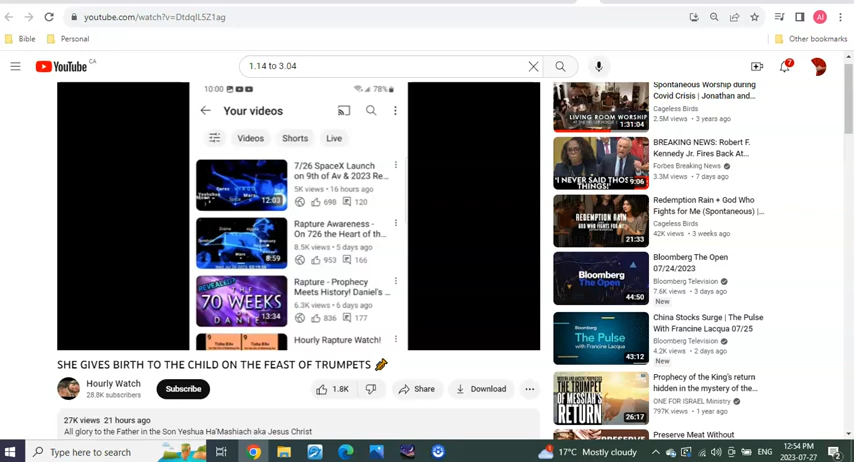 youtube.com/watch?v=DtdqIL5Z1ag
AI
Bible
Personal
Other bookmarks
YouTube CA
1.14 to 3.04
7
10:00
78%
Your videos
Videos
Shorts
Live
7/26 SpaceX Launch
on 9th of Av & 2023 Re...
5K views • 16 hours ago
698
120
12:03
Rapture Awareness -
On 726 the Heart of th...
8.5K views • 5 days ago
953
166
8:59
Rapture - Prophecy
Meets History! Daniel's ...
6.3K views • 6 days ago
836
177
REVEALED
THE
70 WEEKS
OF DANIEL
13:34
Hourly Rapture Watch!
SHE GIVES BIRTH TO THE CHILD ON THE FEAST OF TRUMPETS
Hourly Watch
28.8K subscribers
Subscribe
1.8K
Share
Download
27K views 21 hours ago
All glory to the Father in the Son Yeshua Ha'Mashiach aka Jesus Christ
LIVING ROOM WORSHIP
1:31:04
Spontaneous Worship during
Covid Crisis | Jonathan and...
Cageless Birds
2.5M views • 3 years ago
'I NEVER SAID THOSE
THINGS!'
9:06
BREAKING NEWS: Robert F.
Kennedy Jr. Fires Back At...
Forbes Breaking News
3.3M views • 7 days ago
REDEMPTION RAIN
21:33
Redemption Rain + God Who
Fights for Me (Spontaneous) |...
Cageless Birds
42K views • 3 weeks ago
Bloomberg
The Open
44:50
Bloomberg The Open
07/24/2023
Bloomberg Television
7.6K views • 3 days ago
New
Bloomberg
The Pulse
43:12
China Stocks Surge | The Pulse
With Francine Lacqua 07/25
Bloomberg Television
4.2K views • 2 days ago
New
THE TRUMPET
OF MESSIAH'S
RETURN
26:17
Prophecy of the King's return
hidden in the mystery of the...
ONE FOR ISRAEL Ministry
797K views • 1 year ago
Preserve Meat Without
Type here to search
17°C Mostly cloudy
ENG
12:54 PM
2023-07-27
2